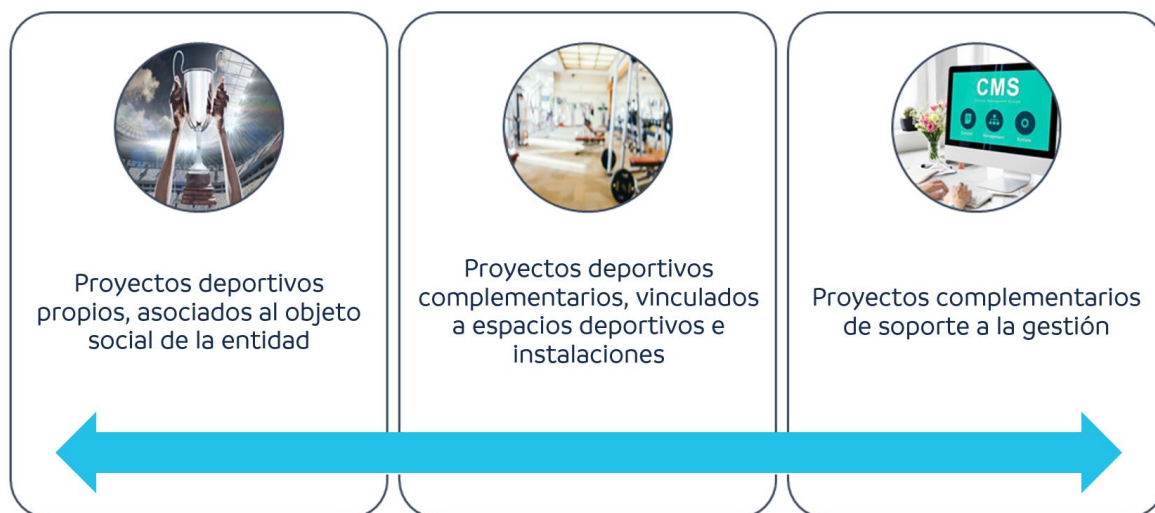 Proyectos deportivos
propios, asociados al objeto
social de la entidad
Proyectos deportivos
complementarios, vinculados
a espacios deportivos e
instalaciones
CMS
Proyectos complementarios
de soporte a la gestión